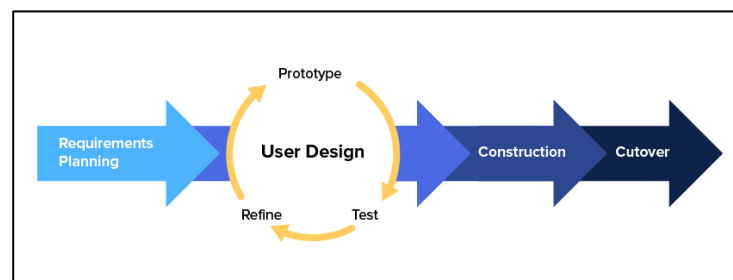 Prototype
Requirements
Planning
User Design
Construction
Cutover
Refine
Test